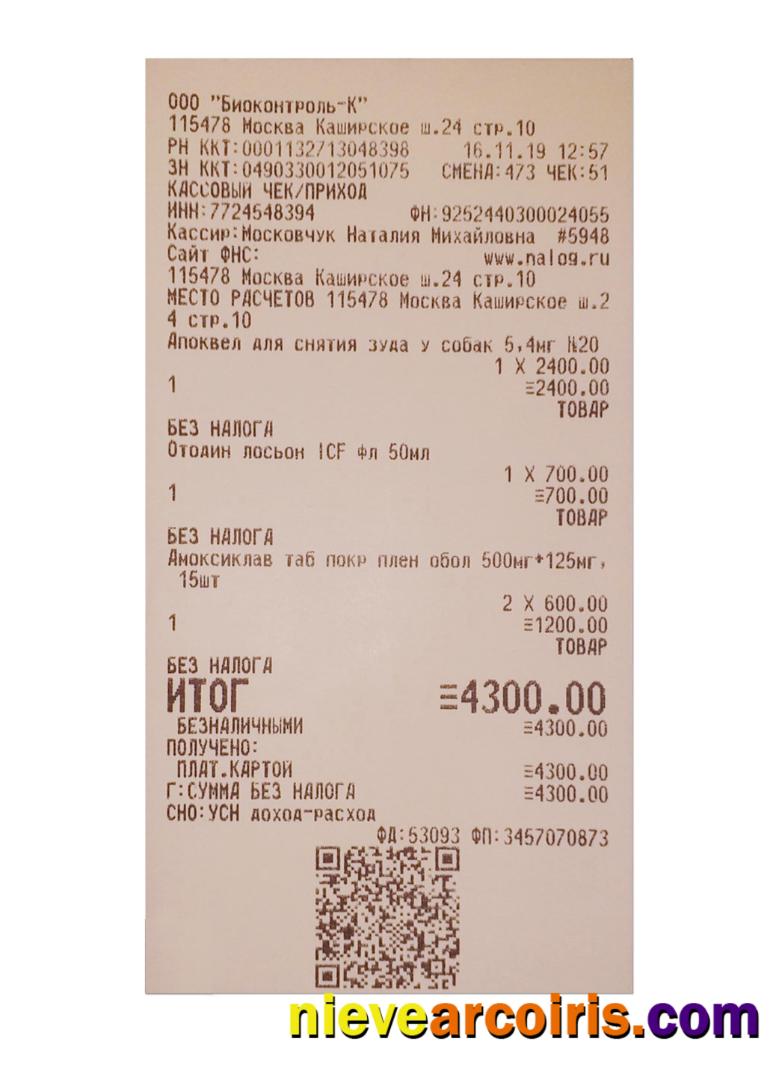 ООО "Биоконтроль-К"
115478 Москва Каширское ш.24 стр.10
РН ККТ:0001132713048398 16.11.19 12:57
ЗН ККТ:0490330012051075 СМЕНА:473 ЧЕК:51
КАССОВЫЙ ЧЕК/ПРИХОД
ИНН:7724548394 ФН:9252440300024055
Кассир:Московчук Наталия Михайловна #5948
Сайт ФНС: www.nalog.ru
115478 Москва Каширское ш.24 стр.10
МЕСТО РАСЧЕТОВ 115478 Москва Каширское ш.2
4 стр.10
Апоквел для снятия зуда у собак 5,4мг N20
1 X 2400.00
1 ≡2400.00
ТОВАР
БЕЗ НАЛОГА
Отодин лосьон ICF фл 50мл
1 X 700.00
1 ≡700.00
ТОВАР
БЕЗ НАЛОГА
Амоксиклав таб покр плен обол 500мг+125мг,
15шт
2 X 600.00
1 ≡1200.00
ТОВАР
БЕЗ НАЛОГА
ИТОГ ≡4300.00
БЕЗНАЛИЧНЫМИ ≡4300.00
ПОЛУЧЕНО:
ПЛАТ.КАРТОЙ ≡4300.00
Г:СУММА БЕЗ НАЛОГА ≡4300.00
СНО:УСН доход-расход
ФД:53093 ФП:3457070873
nievearcoiris.com